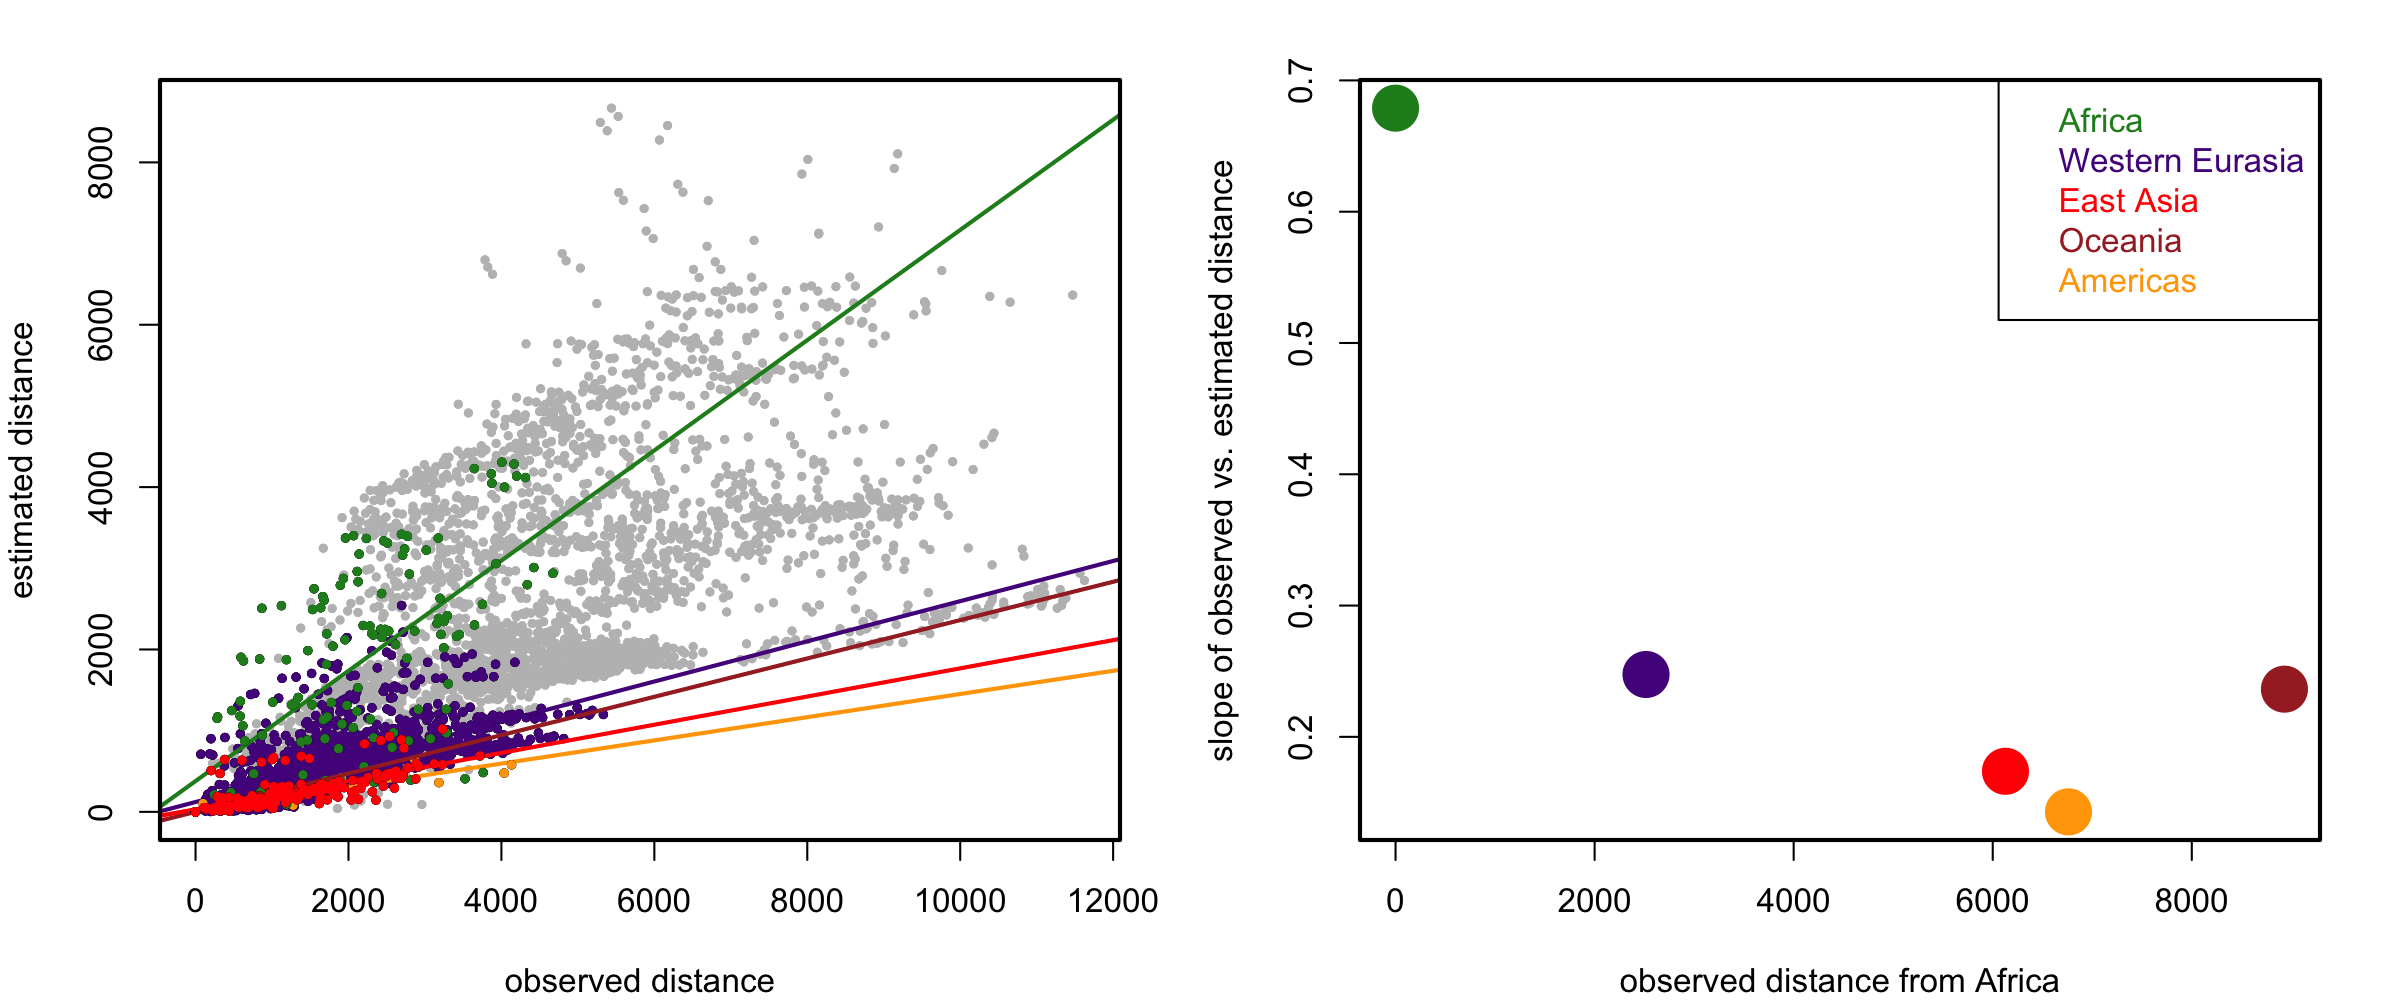 estimated distance
8000
6000
4000
2000
0
0 2000 4000 6000 8000 10000 12000
observed distance
slope of observed vs. estimated distance
0.7
0.6
0.5
0.4
0.3
0.2
Africa
Western Eurasia
East Asia
Oceania
Americas
0 2000 4000 6000 8000
observed distance from Africa